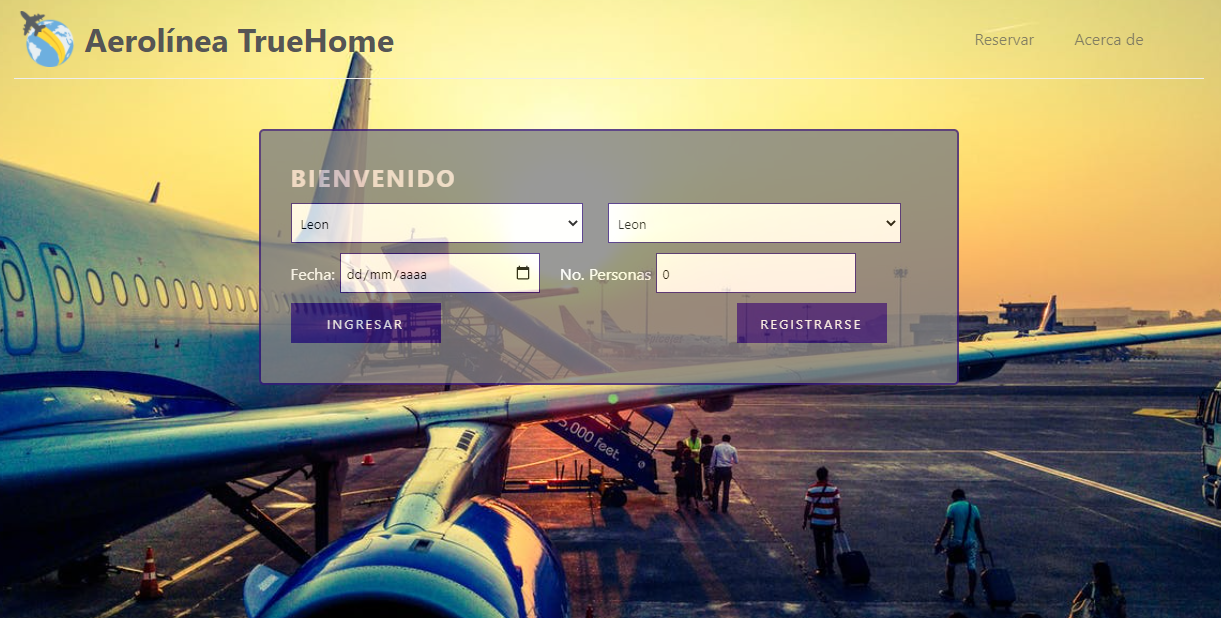 Aerolínea TrueHome
Reservar Acerca de
BIENVENIDO
Leon Leon
Fecha: dd/mm/aaaa No. Personas 0
INGRESAR REGISTRARSE
5,000 feet.